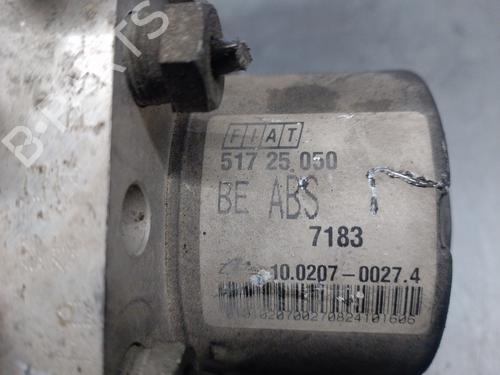 B-PARTS
FIAT
517 25 050
BE ABS
7183
10.0207-0027.4